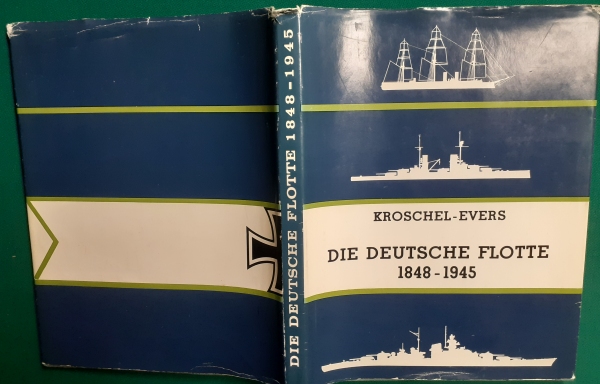 DIE DEUTSCHE FLOTTE 1848-1945
KROSCHEL-EVERS
DIE DEUTSCHE FLOTTE
1848-1945